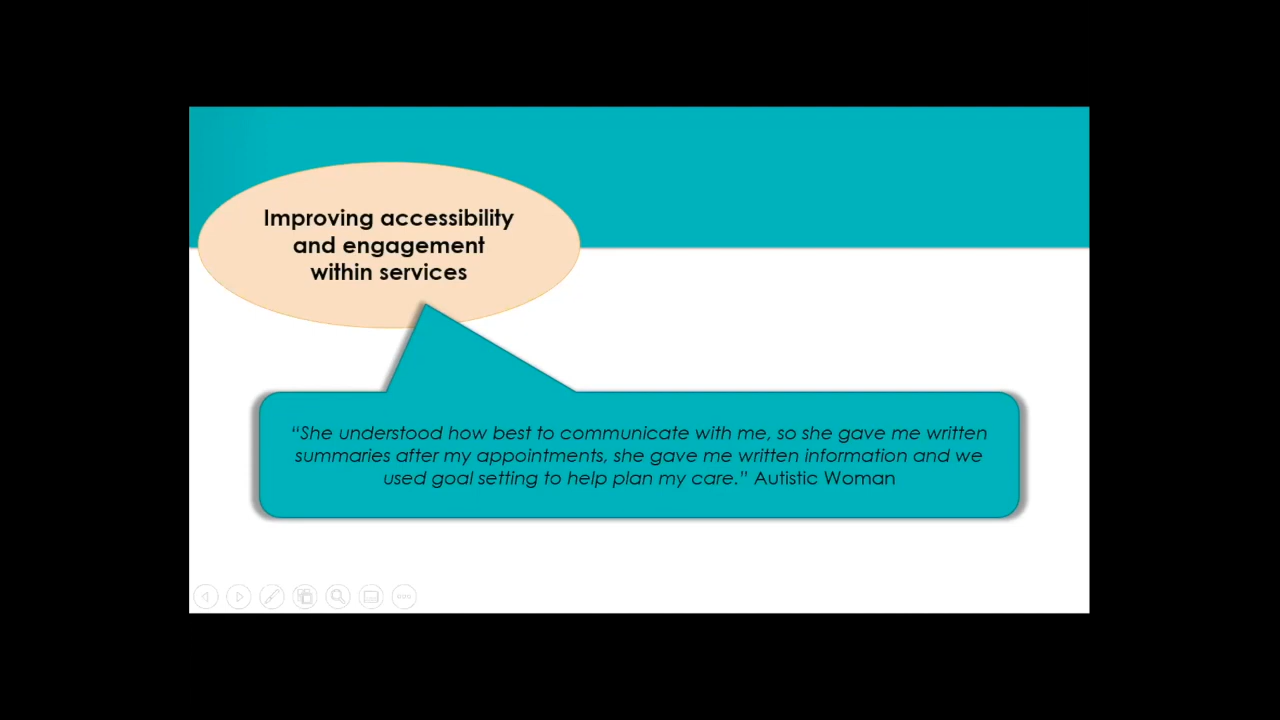 Improving accessibility
and engagement
within services
“She understood how best to communicate with me, so she gave me written
summaries after my appointments, she gave me written information and we
used goal setting to help plan my care.” Autistic Woman